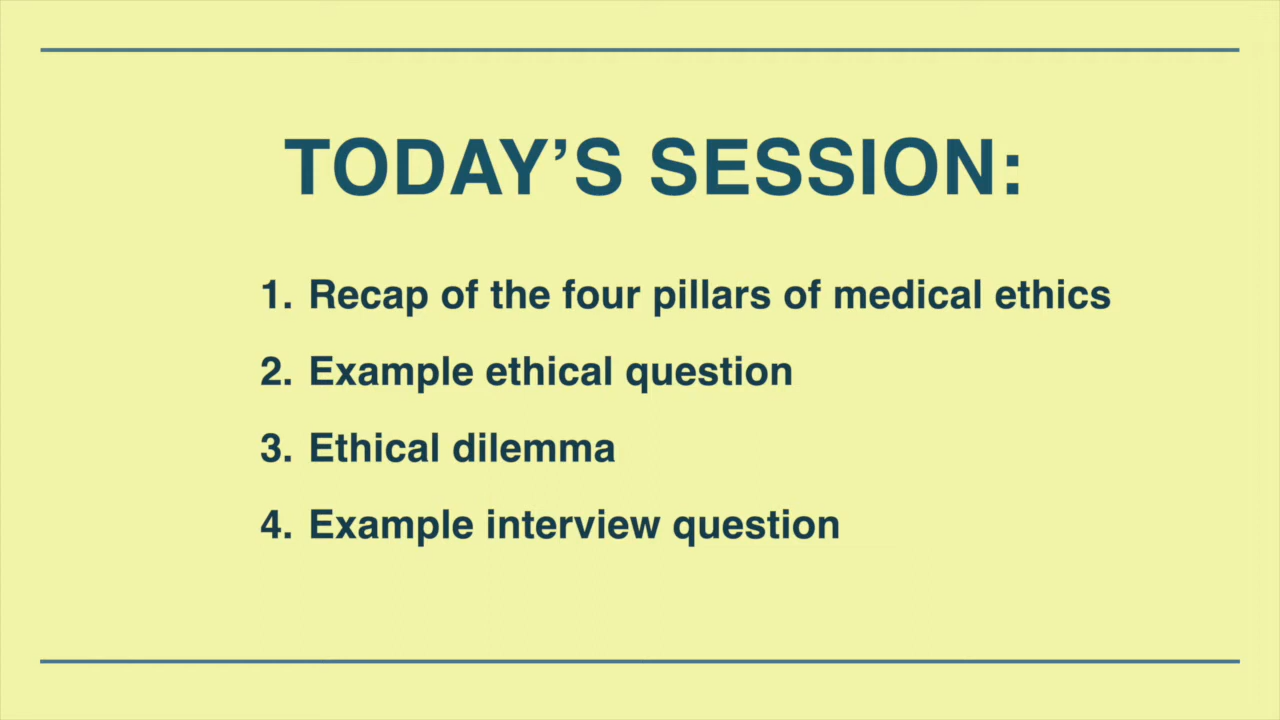 TODAY’S SESSION:
1. Recap of the four pillars of medical ethics
2. Example ethical question
3. Ethical dilemma
4. Example interview question